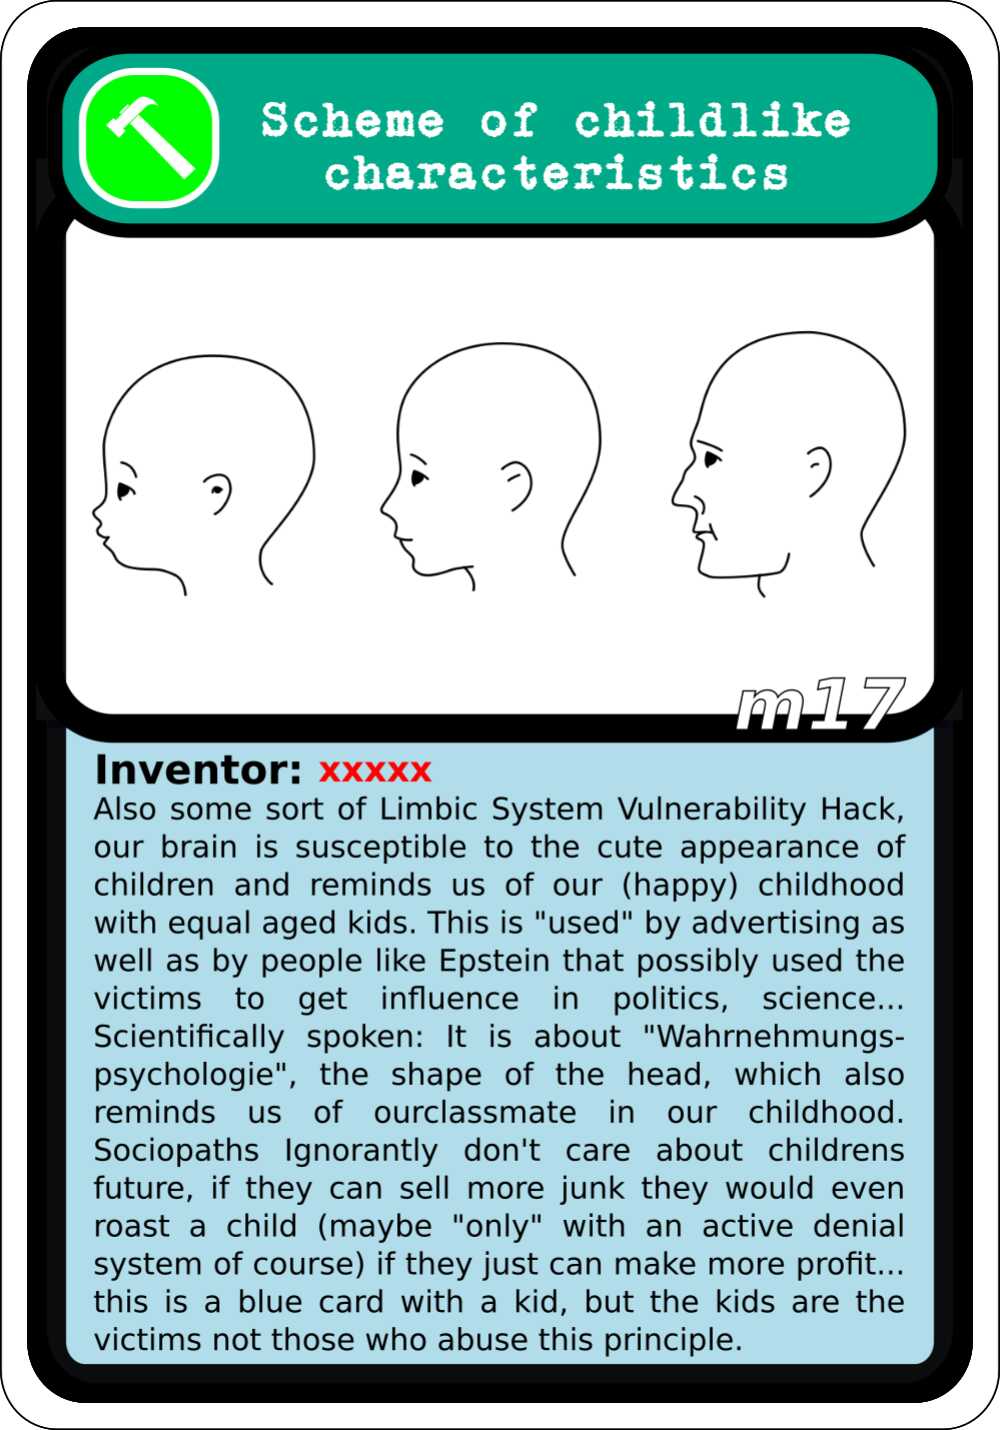 Scheme of childlike
characteristics
m17
Inventor: xxxxx
Also some sort of Limbic System Vulnerability Hack,
our brain is susceptible to the cute appearance of
children and reminds us of our (happy) childhood
with equal aged kids. This is "used" by advertising as
well as by people like Epstein that possibly used the
victims to get influence in politics, science...
Scientifically spoken: It is about "Wahrnehmungs-
psychologie", the shape of the head, which also
reminds us of ourclassmate in our childhood.
Sociopaths Ignorantly don't care about childrens
future, if they can sell more junk they would even
roast a child (maybe "only" with an active denial
system of course) if they just can make more profit...
this is a blue card with a kid, but the kids are the
victims not those who abuse this principle.